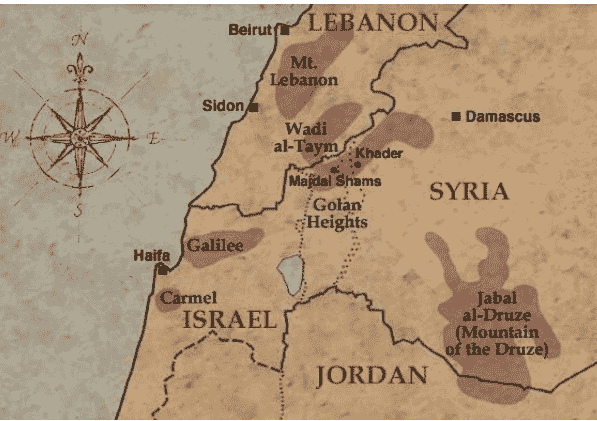 LEBANON
Beirut
N
Mt.
Lebanon
Sidon
Damascus
W
E
Wadi
al-Taym
Khader
Majdal Shams
SYRIA
S
Golan
Heights
Galilee
Haifa
Carmel
ISRAEL
Jabal
al-Druze
(Mountain
of the Druze)
JORDAN